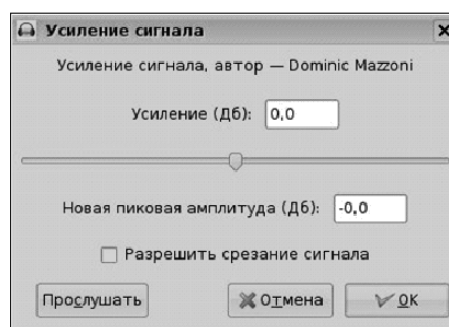 Усиление сигнала
Усиление сигнала, автор — Dominic Mazzoni
Усиление (Дб): 0,0
Новая пиковая амплитуда (Дб): -0,0
Разрешить срезание сигнала
Прослушать Отмена OK